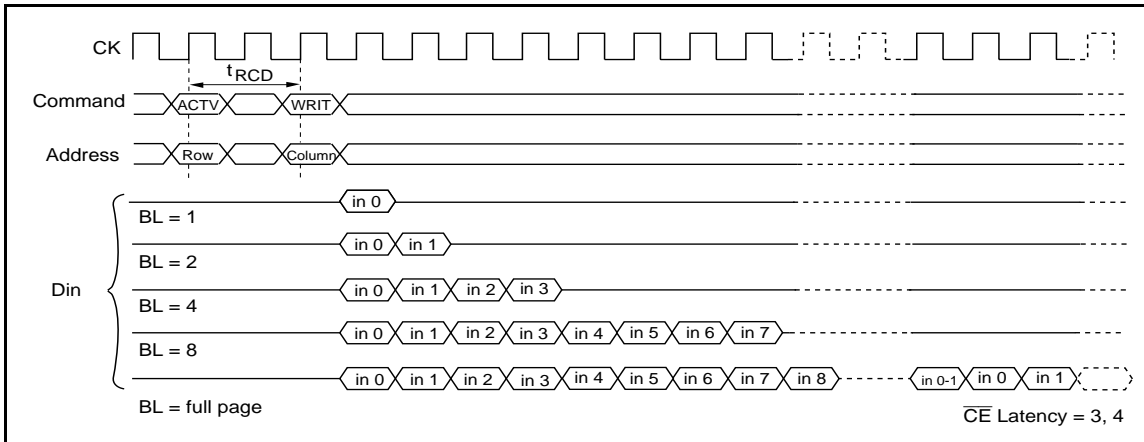 CK
t RCD
Command ACTV WRIT
Address Row Column
Din
in 0
BL = 1
in 0 in 1
BL = 2
in 0 in 1 in 2 in 3
BL = 4
in 0 in 1 in 2 in 3 in 4 in 5 in 6 in 7
BL = 8
in 0 in 1 in 2 in 3 in 4 in 5 in 6 in 7 in 8 in 0-1 in 0 in 1
BL = full page
CE Latency = 3, 4